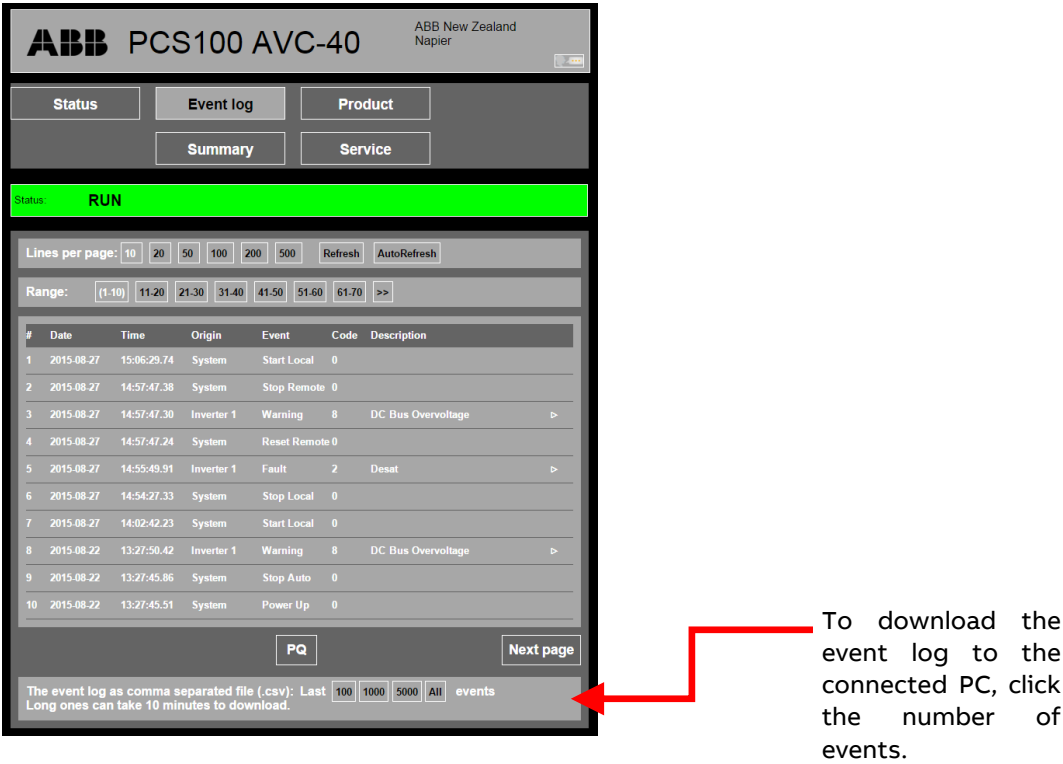 ABB PCS100 AVC-40
ABB New Zealand
Napier
Status Event log Product
Summary Service
Status: RUN
Lines per page: 10 20 50 100 200 500 Refresh AutoRefresh
Range: (1-10) 11-20 21-30 31-40 41-50 51-60 61-70 >>
# Date Time Origin Event Code Description
1 2015-08-27 15:06:29.74 System Start Local 0
2 2015-08-27 14:57:47.38 System Stop Remote 0
3 2015-08-27 14:57:47.30 Inverter 1 Warning 8 DC Bus Overvoltage
4 2015-08-27 14:57:47.24 System Reset Remote 0
5 2015-08-27 14:55:49.91 Inverter 1 Fault 2 Desat
6 2015-08-27 14:54:27.33 System Stop Local 0
7 2015-08-27 14:02:42.23 System Start Local 0
8 2015-08-22 13:27:50.42 Inverter 1 Warning 8 DC Bus Overvoltage
9 2015-08-22 13:27:45.86 System Stop Auto 0
10 2015-08-22 13:27:45.51 System Power Up 0
PQ Next page
The event log as comma separated file (.csv): Last 100 1000 5000 All events
Long ones can take 10 minutes to download.
To download the
event log to the
connected PC, click
the number of
events.